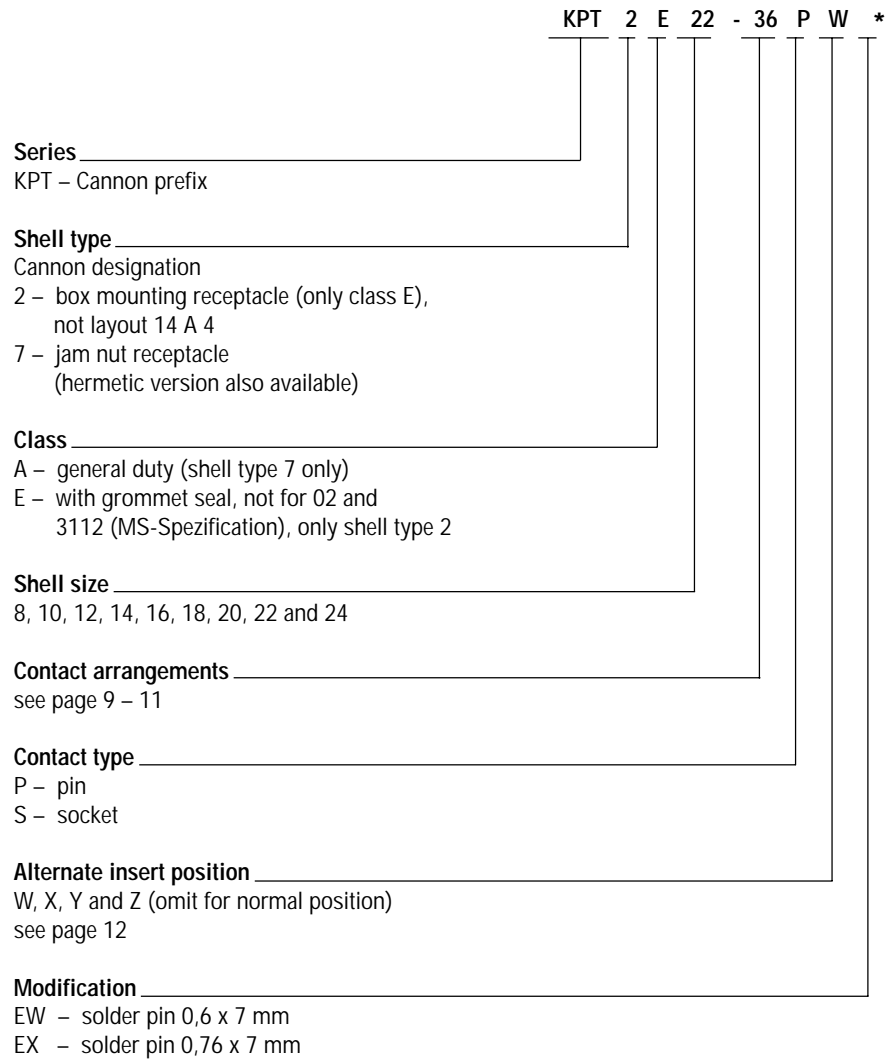 KPT 2 E 22 - 36 P W *
Series
KPT – Cannon prefix
Shell type
Cannon designation
2 – box mounting receptacle (only class E),
not layout 14 A 4
7 – jam nut receptacle
(hermetic version also available)
Class
A – general duty (shell type 7 only)
E – with grommet seal, not for 02 and
3112 (MS-Spezification), only shell type 2
Shell size
8, 10, 12, 14, 16, 18, 20, 22 and 24
Contact arrangements
see page 9 – 11
Contact type
P – pin
S – socket
Alternate insert position
W, X, Y and Z (omit for normal position)
see page 12
Modification
EW – solder pin 0,6 x 7 mm
EX – solder pin 0,76 x 7 mm